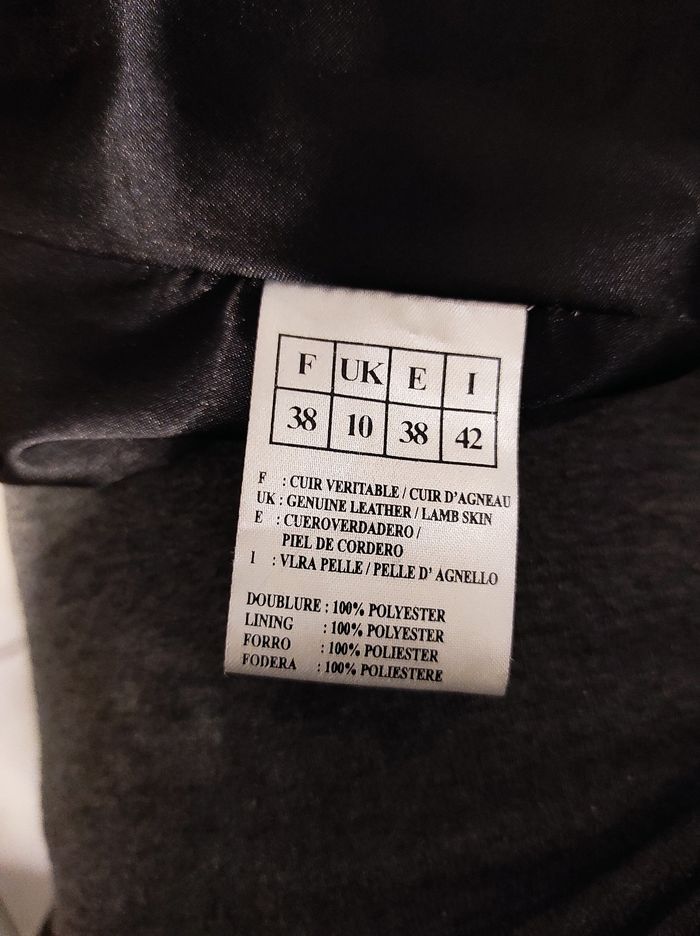 F UK E I
38 10 38 42
F : CUIR VERITABLE / CUIR D'AGNEAU
UK : GENUINE LEATHER / LAMB SKIN
E : CUEROVERDADERO /
PIEL DE CORDERO
I : VLRA PELLE / PELLE D' AGNELLO
DOUBLURE : 100% POLYESTER
LINING : 100% POLYESTER
FORRO : 100% POLIESTER
FODERA : 100% POLIESTERE